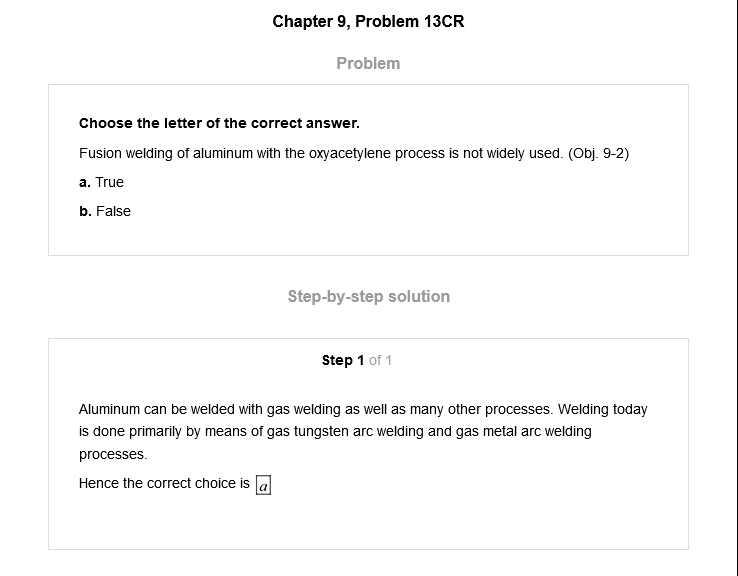 Chapter 9, Problem 13CR
Problem
Choose the letter of the correct answer.
Fusion welding of aluminum with the oxyacetylene process is not widely used. (Obj. 9-2)
a. True
b. False
Step-by-step solution
Step 1 of 1
Aluminum can be welded with gas welding as well as many other processes. Welding today
is done primarily by means of gas tungsten arc welding and gas metal arc welding
processes.
Hence the correct choice is a